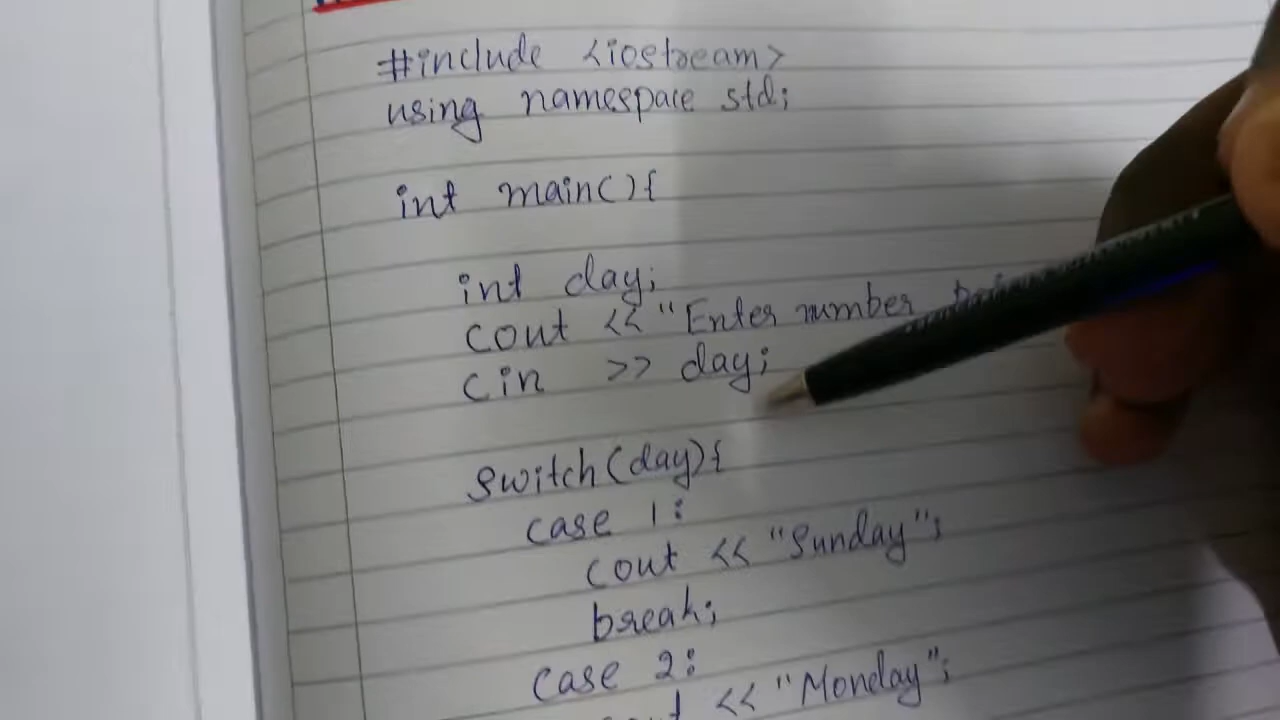 #include <iostream>
using namespace std;
int main(){
int day;
cout << "Enter number
cin >> day;
switch(day){
case 1:
cout << "Sunday";
break;
case 2:
<< "Monday";